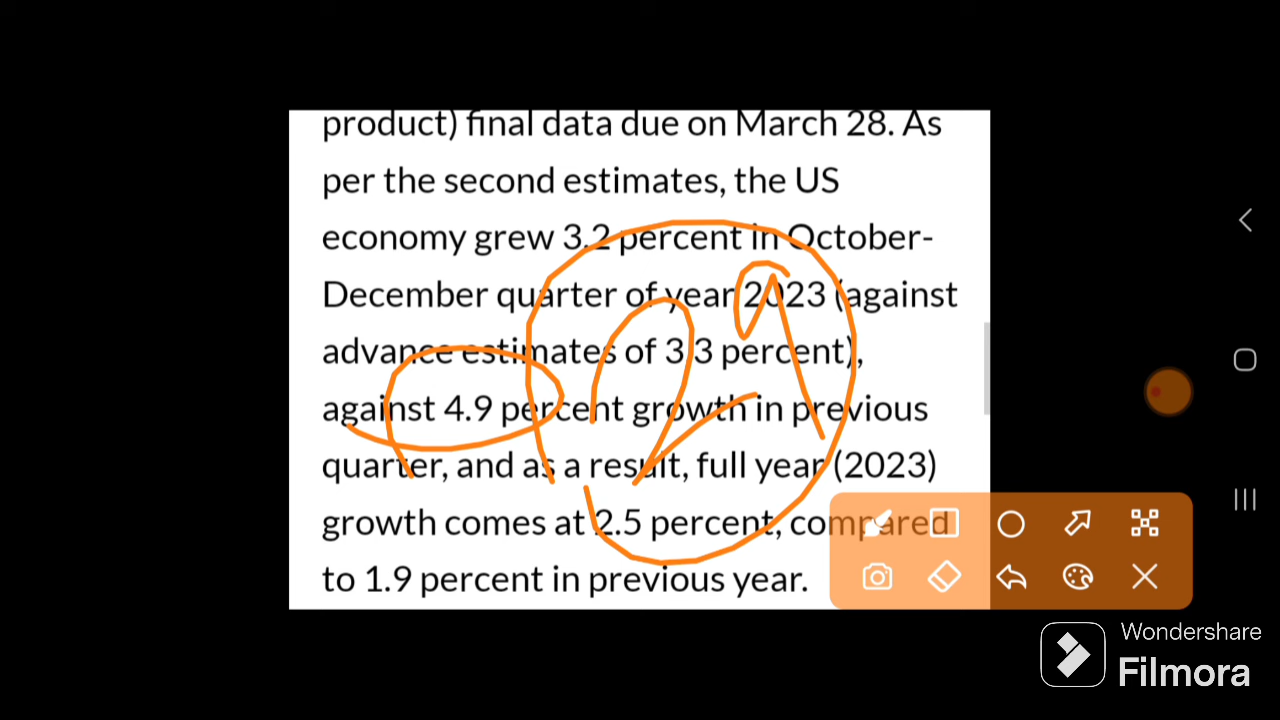 product) final data due on March 28. As
per the second estimates, the US
economy grew 3.2 percent in October-
December quarter of year 2023 (against
advance estimates of 3.3 percent),
against 4.9 percent growth in previous
quarter, and as a result, full year (2023)
growth comes at 2.5 percent, compared
to 1.9 percent in previous year.
29
Wondershare
Filmora